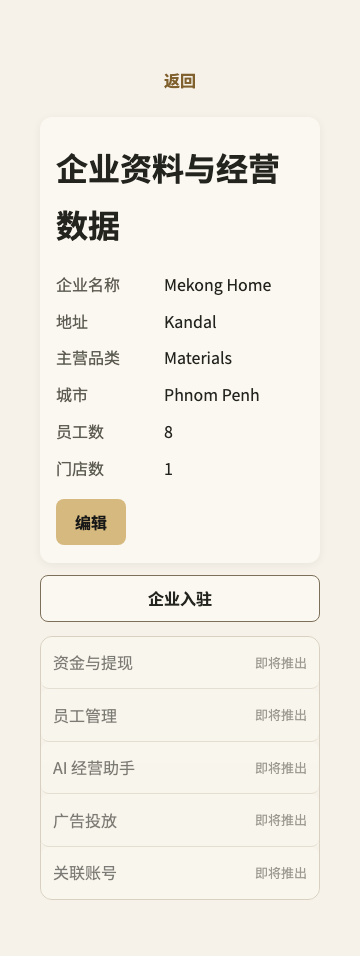 返回
企业资料与经营
数据
企业名称 Mekong Home
地址 Kandal
主营品类 Materials
城市 Phnom Penh
员工数 8
门店数 1
编辑
企业入驻
资金与提现 即将推出
员工管理 即将推出
AI 经营助手 即将推出
广告投放 即将推出
关联账号 即将推出